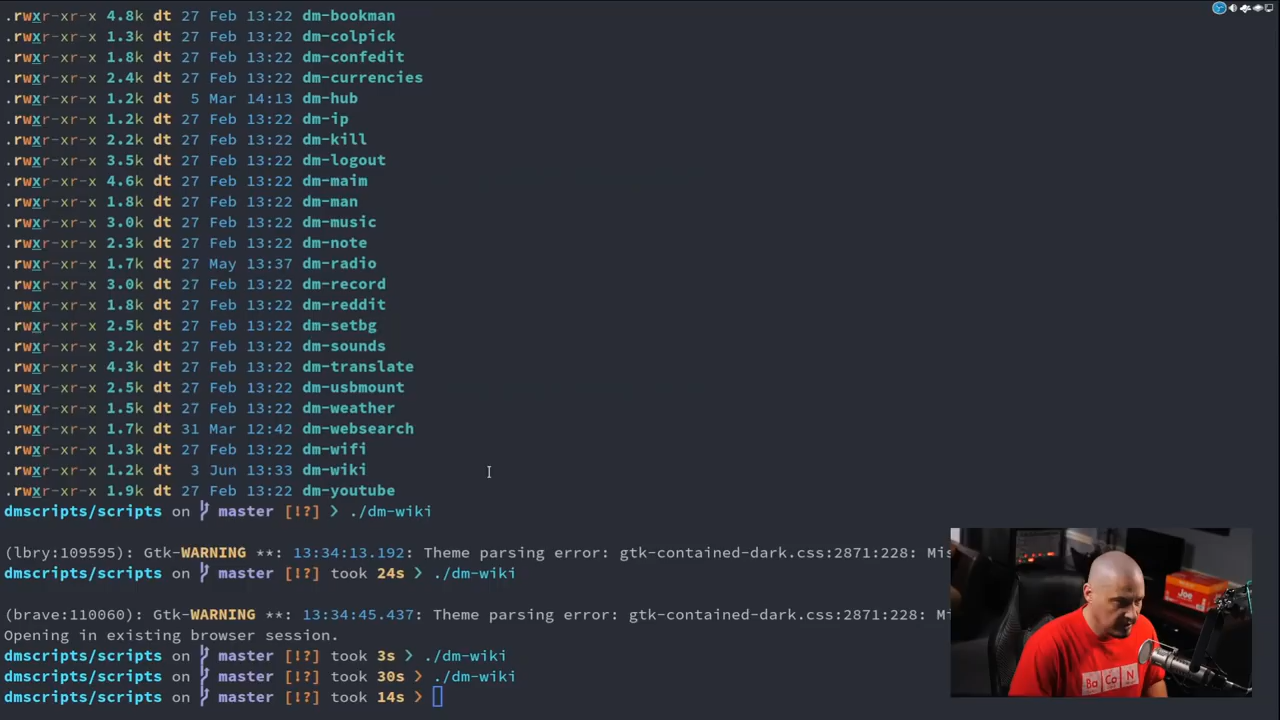 .rwxr-xr-x 4.8k dt 27 Feb 13:22 dm-bookman
.rwxr-xr-x 1.3k dt 27 Feb 13:22 dm-colpick
.rwxr-xr-x 1.8k dt 27 Feb 13:22 dm-confedit
.rwxr-xr-x 2.4k dt 27 Feb 13:22 dm-currencies
.rwxr-xr-x 1.2k dt 5 Mar 14:13 dm-hub
.rwxr-xr-x 1.2k dt 27 Feb 13:22 dm-ip
.rwxr-xr-x 2.2k dt 27 Feb 13:22 dm-kill
.rwxr-xr-x 3.5k dt 27 Feb 13:22 dm-logout
.rwxr-xr-x 4.6k dt 27 Feb 13:22 dm-maim
.rwxr-xr-x 1.8k dt 27 Feb 13:22 dm-man
.rwxr-xr-x 3.0k dt 27 Feb 13:22 dm-music
.rwxr-xr-x 2.3k dt 27 Feb 13:22 dm-note
.rwxr-xr-x 1.7k dt 27 May 13:37 dm-radio
.rwxr-xr-x 3.0k dt 27 Feb 13:22 dm-record
.rwxr-xr-x 1.8k dt 27 Feb 13:22 dm-reddit
.rwxr-xr-x 2.5k dt 27 Feb 13:22 dm-setbg
.rwxr-xr-x 3.2k dt 27 Feb 13:22 dm-sounds
.rwxr-xr-x 4.3k dt 27 Feb 13:22 dm-translate
.rwxr-xr-x 2.5k dt 27 Feb 13:22 dm-usbmount
.rwxr-xr-x 1.5k dt 27 Feb 13:22 dm-weather
.rwxr-xr-x 1.7k dt 31 Mar 12:42 dm-websearch
.rwxr-xr-x 1.3k dt 27 Feb 13:22 dm-wifi
.rwxr-xr-x 1.2k dt 3 Jun 13:33 dm-wiki
.rwxr-xr-x 1.9k dt 27 Feb 13:22 dm-youtube
dmscripts/scripts on master [!?] ❯ ./dm-wiki
(lbry:109595): Gtk-WARNING **: 13:34:13.192: Theme parsing error: gtk-contained-dark.css:2871:228: Mis
dmscripts/scripts on master [!?] took 24s ❯ ./dm-wiki
(brave:110060): Gtk-WARNING **: 13:34:45.437: Theme parsing error: gtk-contained-dark.css:2871:228: Mis
Opening in existing browser session.
dmscripts/scripts on master [!?] took 3s ❯ ./dm-wiki
dmscripts/scripts on master [!?] took 30s ❯ ./dm-wiki
dmscripts/scripts on master [!?] took 14s ❯
Ba Co N